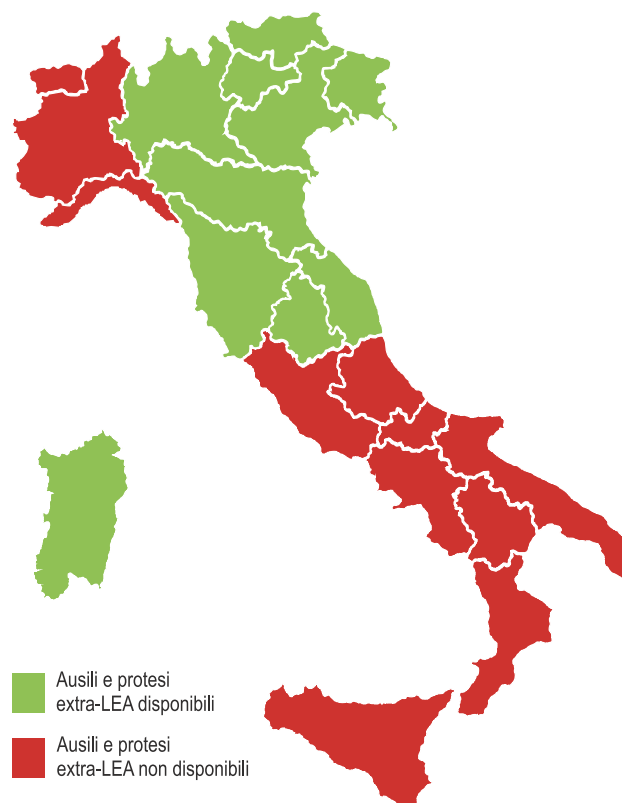 Ausili e protesi
extra-LEA disponibili
Ausili e protesi
extra-LEA non disponibili